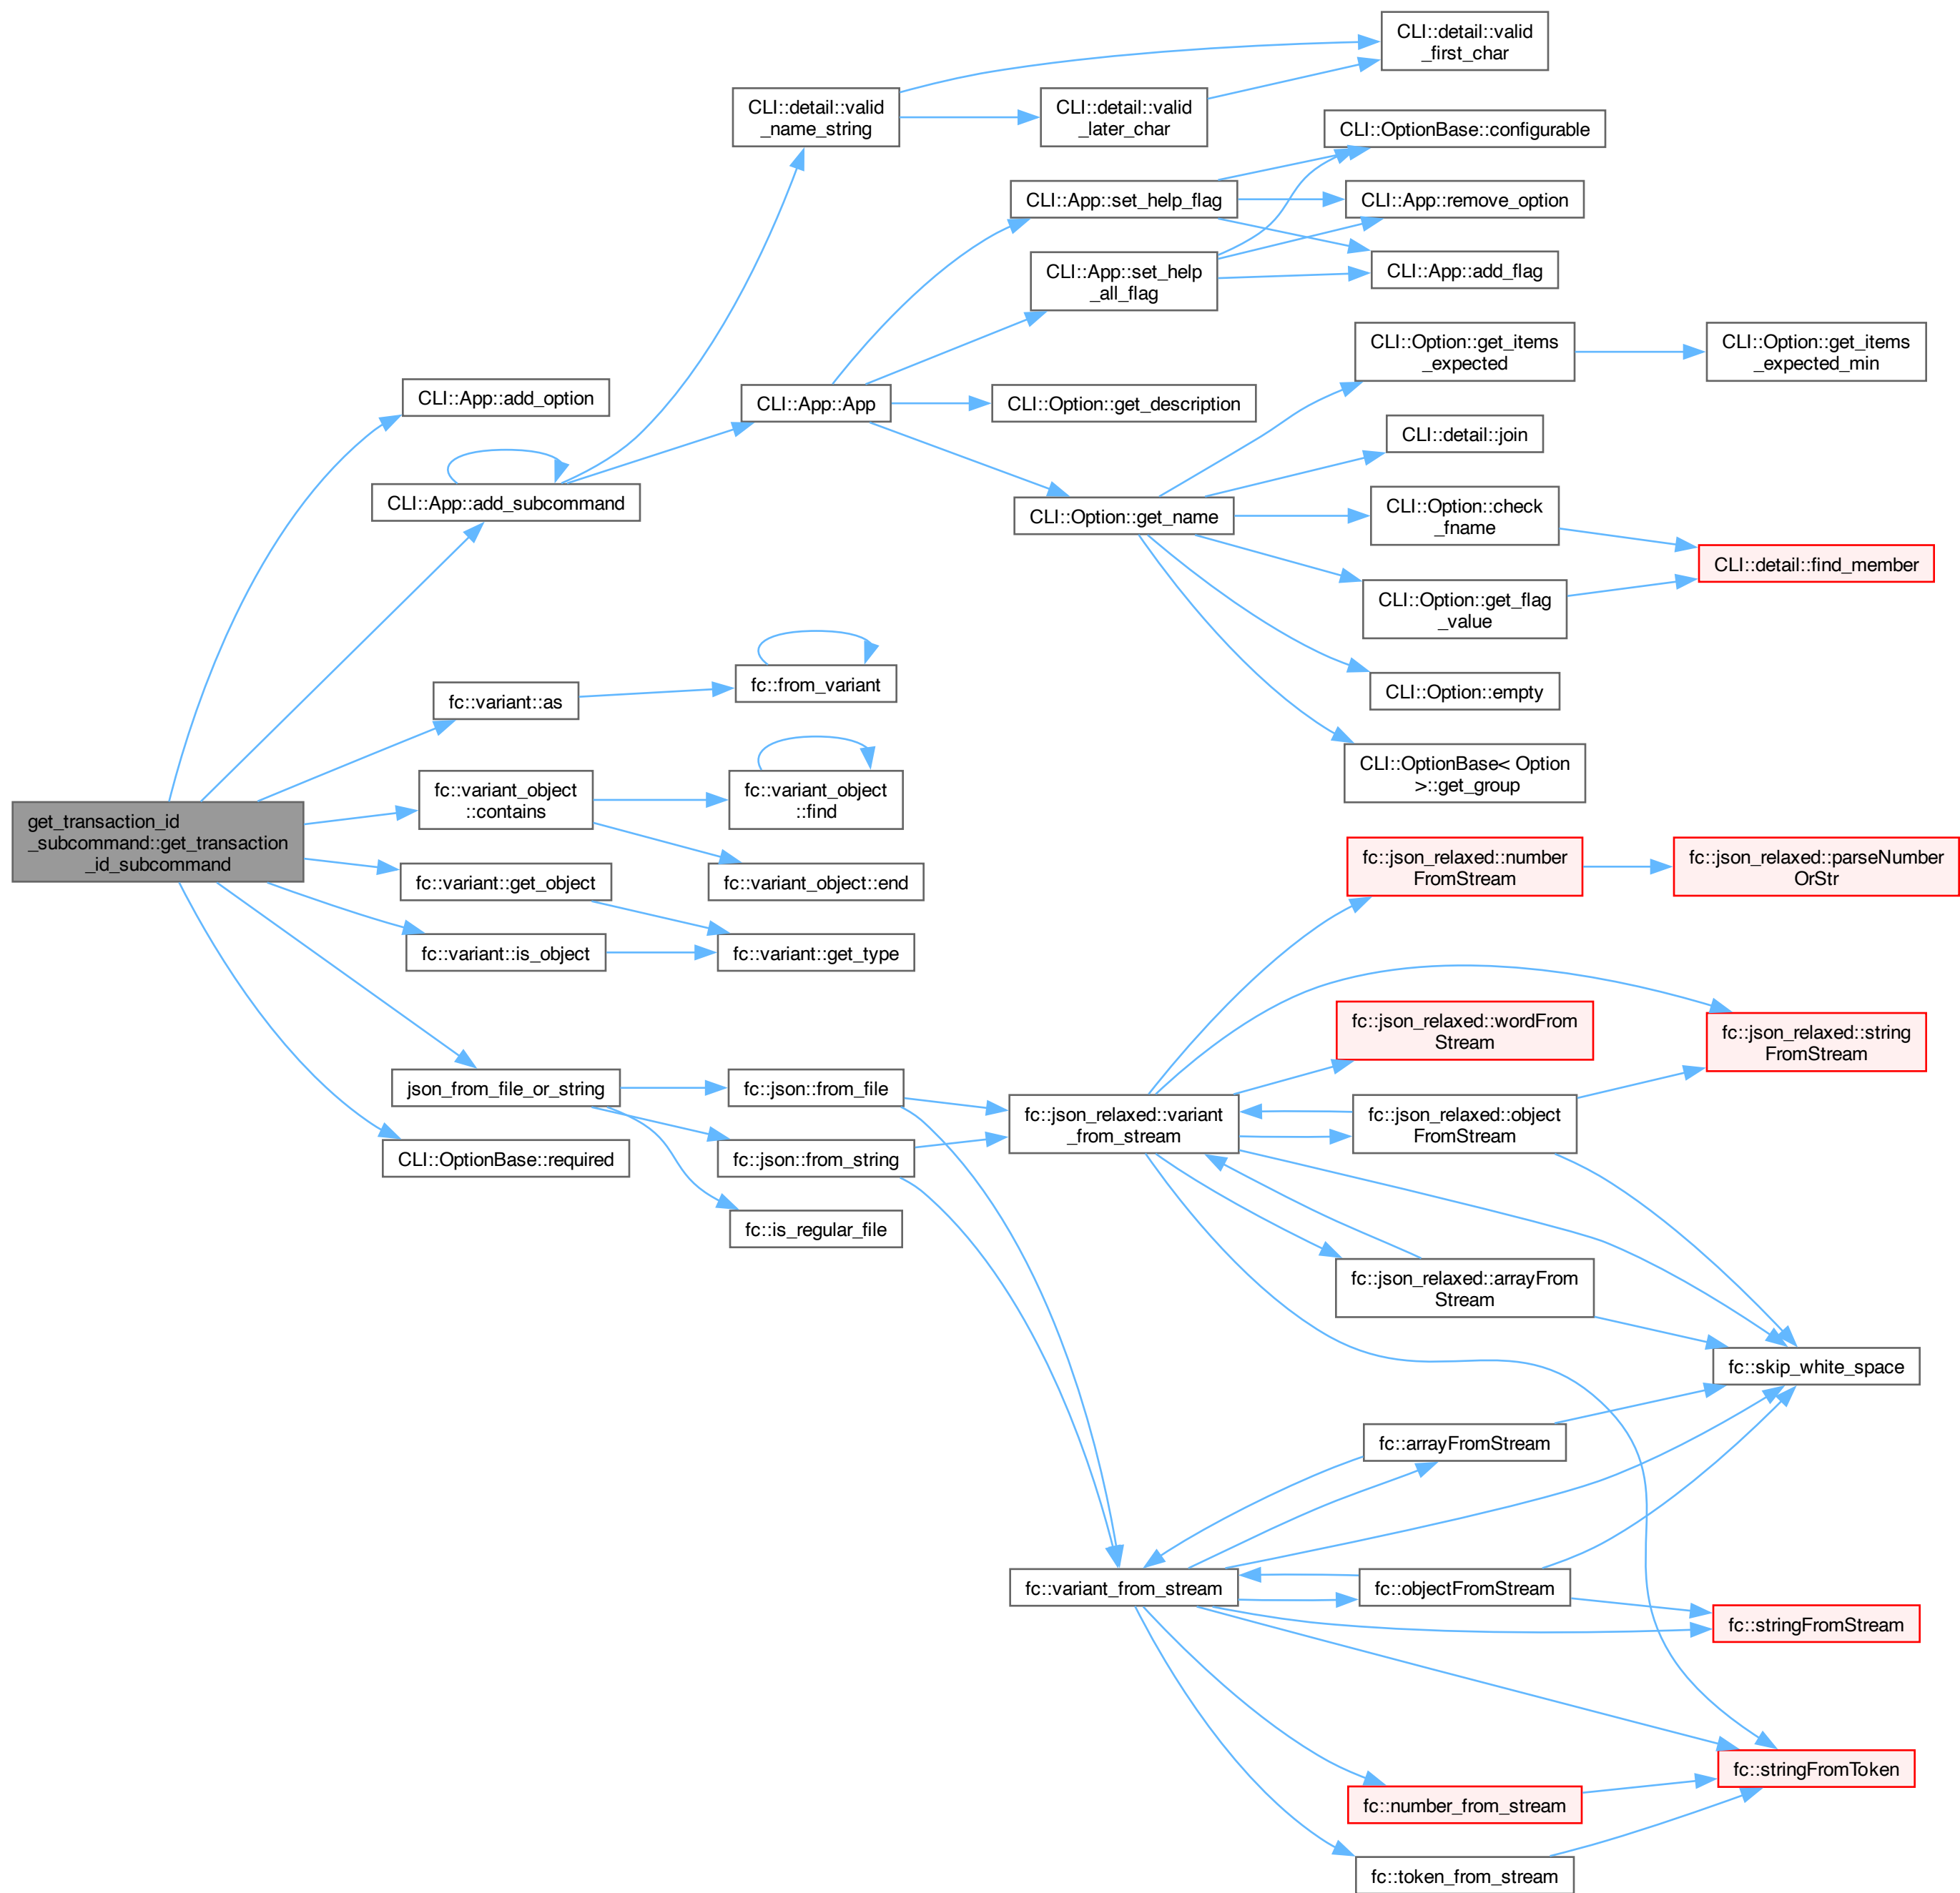 CLI::detail::valid
_first_char
CLI::detail::valid
_name_string
CLI::detail::valid
_later_char
CLI::OptionBase::configurable
CLI::App::set_help_flag
CLI::App::remove_option
CLI::App::set_help
_all_flag
CLI::App::add_flag
CLI::Option::get_items
_expected
CLI::Option::get_items
_expected_min
CLI::App::add_option
CLI::App::App
CLI::Option::get_description
CLI::detail::join
CLI::App::add_subcommand
CLI::Option::get_name
CLI::Option::check
_fname
CLI::detail::find_member
CLI::Option::get_flag
_value
fc::from_variant
CLI::Option::empty
fc::variant::as
CLI::OptionBase< Option
>::get_group
fc::variant_object
::contains
fc::variant_object
::find
get_transaction_id
_subcommand::get_transaction
_id_subcommand
fc::variant::get_object
fc::variant_object::end
fc::json_relaxed::number
FromStream
fc::json_relaxed::parseNumber
OrStr
fc::variant::is_object
fc::variant::get_type
fc::json_relaxed::wordFrom
Stream
fc::json_relaxed::string
FromStream
json_from_file_or_string
fc::json::from_file
fc::json_relaxed::variant
_from_stream
fc::json_relaxed::object
FromStream
CLI::OptionBase::required
fc::json::from_string
fc::is_regular_file
fc::json_relaxed::arrayFrom
Stream
fc::skip_white_space
fc::arrayFromStream
fc::variant_from_stream
fc::objectFromStream
fc::stringFromStream
fc::stringFromToken
fc::number_from_stream
fc::token_from_stream